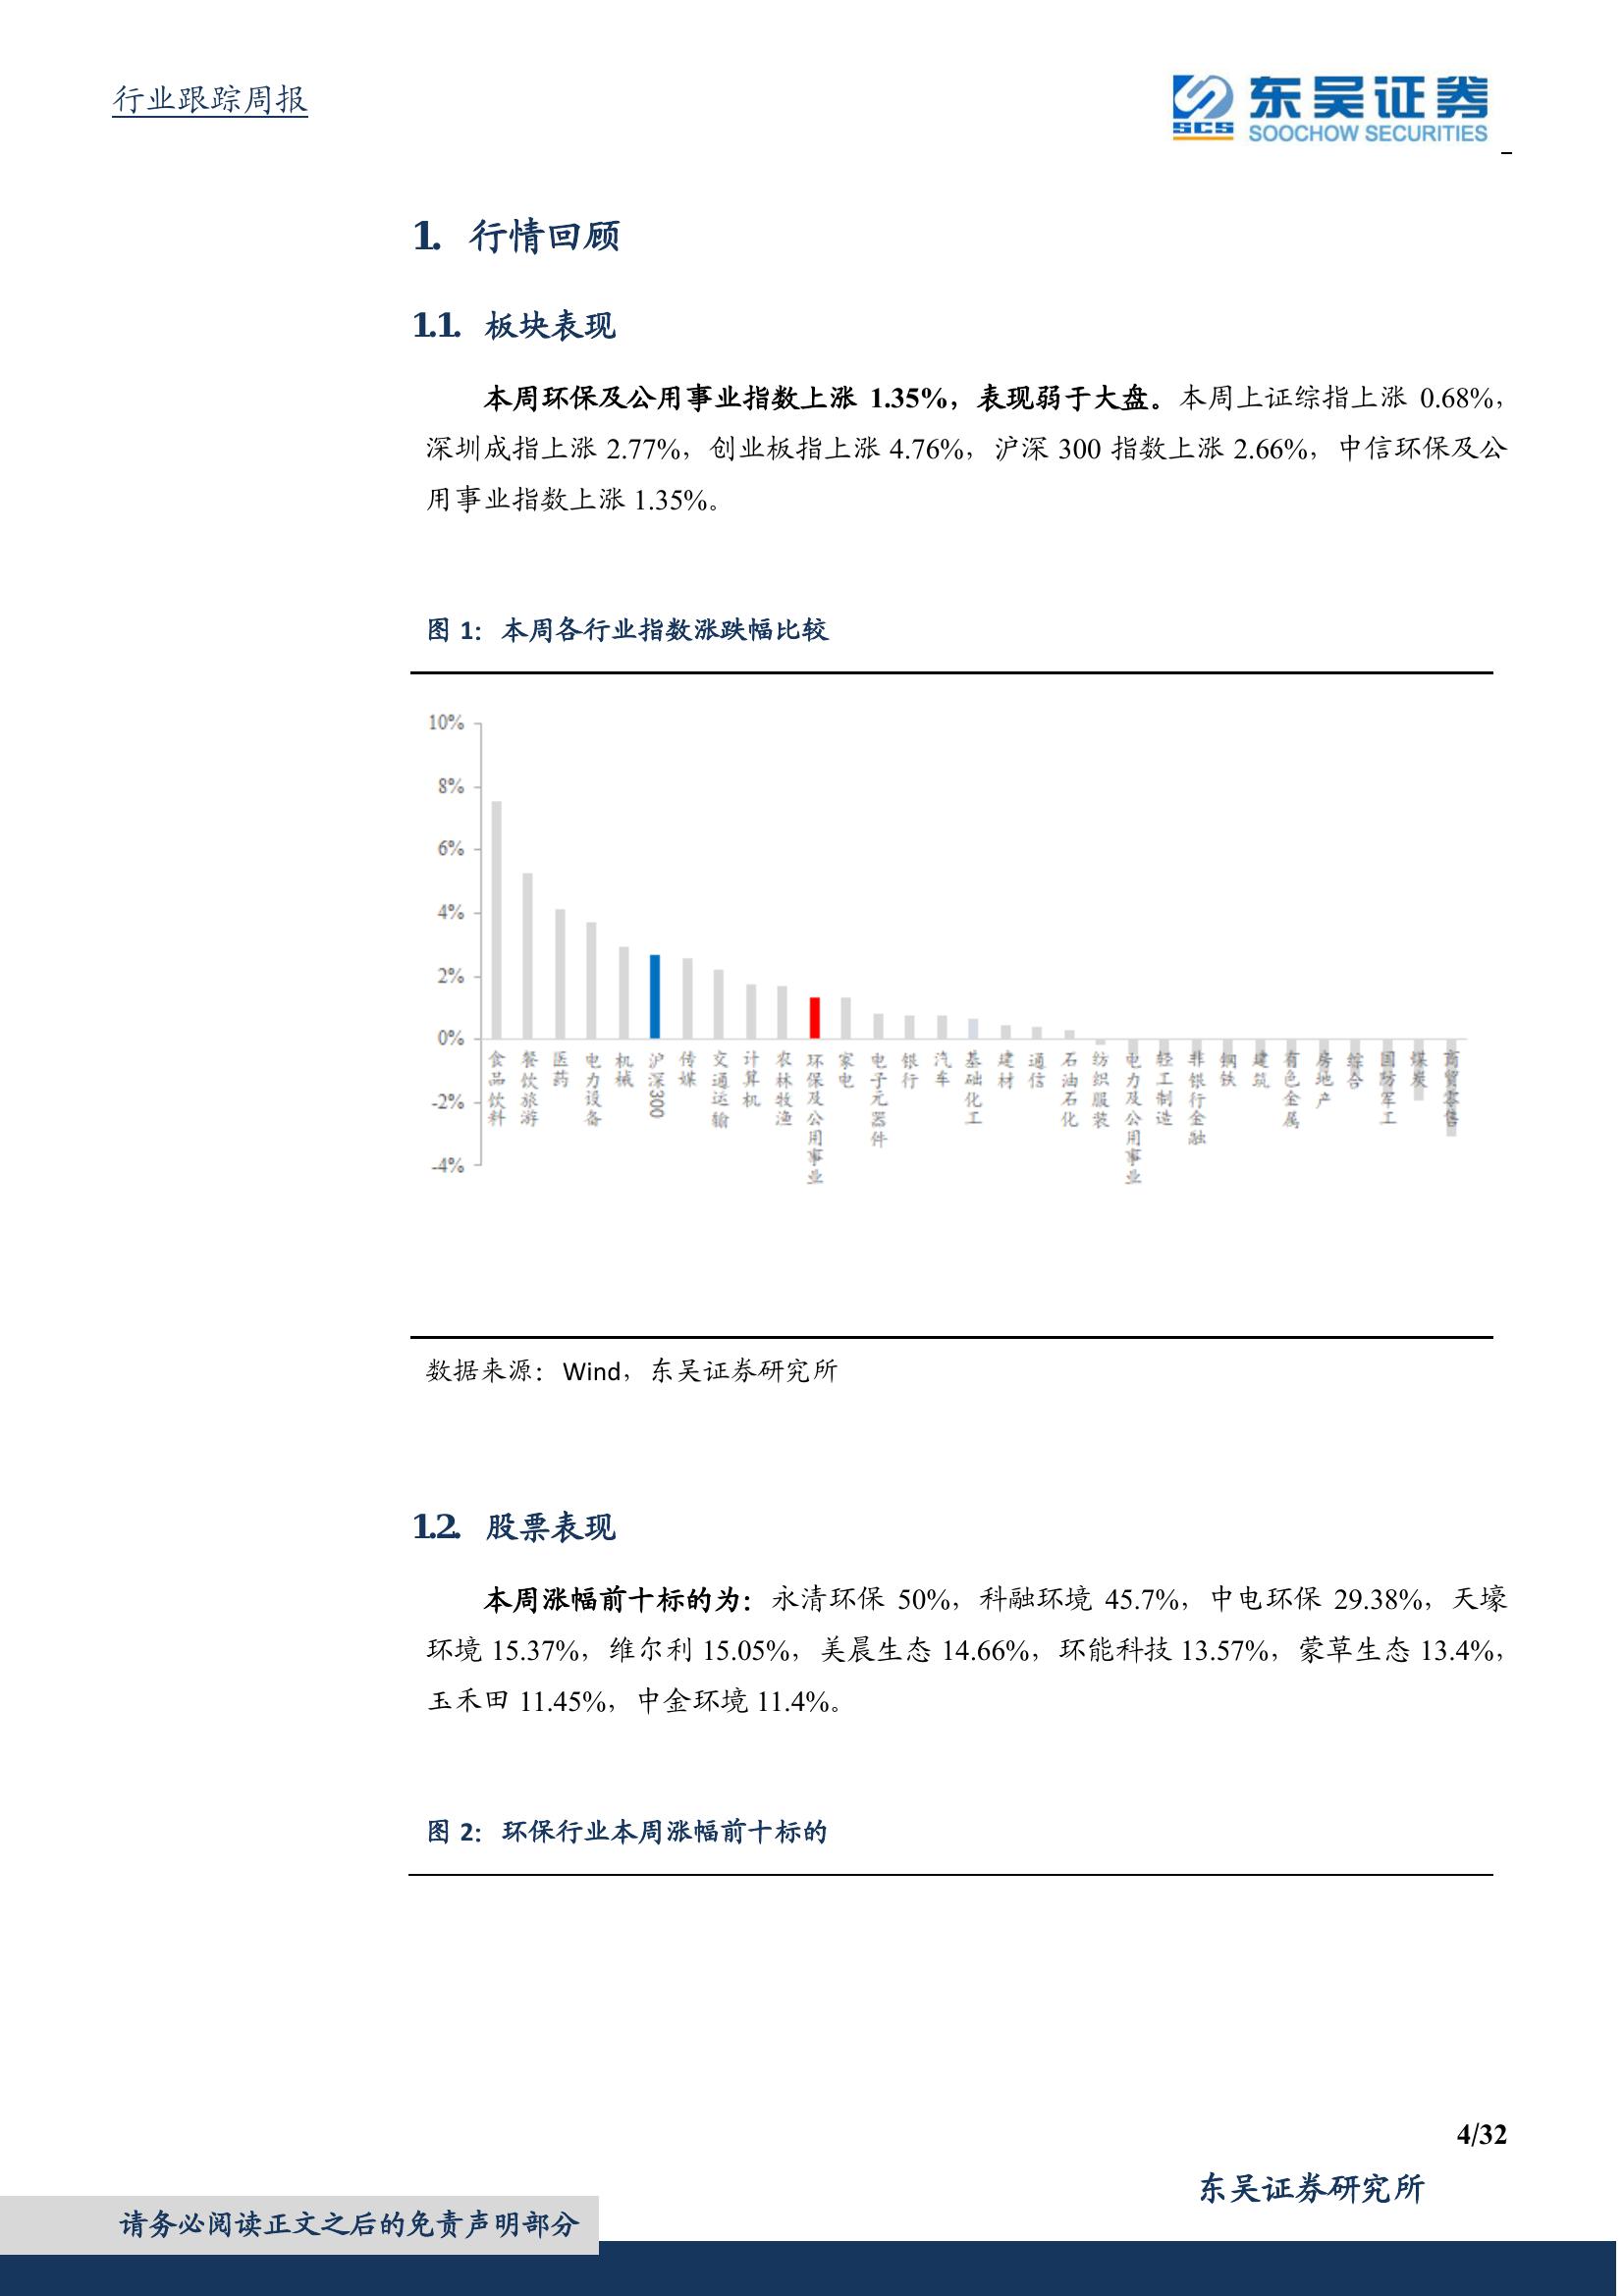 行业跟踪周报
SCS
东吴证券
SOOCHOW SECURITIES
1. 行情回顾
1.1. 板块表现
本周环保及公用事业指数上涨 1.35%，表现弱于大盘。本周上证综指上涨 0.68%，
深圳成指上涨 2.77%，创业板指上涨 4.76%，沪深 300 指数上涨 2.66%，中信环保及公
用事业指数上涨 1.35%。
图 1：本周各行业指数涨跌幅比较
10%
8%
6%
4%
2%
0%
-2%
-4%
食品饮料
餐饮旅游
医药
电力设备
机械
沪深300
传媒
交通运输
计算机
农林牧渔
环保及公用事业
家电
电子元器件
银行
汽车
基础化工
建材
通信
石油石化
纺织服装
电力及公用事业
轻工制造
非银行金融
钢铁
建筑
有色金属
房地产
综合
国防军工
煤炭
商贸零售
数据来源：Wind，东吴证券研究所
1.2. 股票表现
本周涨幅前十标的为：永清环保 50%，科融环境 45.7%，中电环保 29.38%，天壕
环境 15.37%，维尔利 15.05%，美晨生态 14.66%，环能科技 13.57%，蒙草生态 13.4%，
玉禾田 11.45%，中金环境 11.4%。
图 2：环保行业本周涨幅前十标的
4/32
东吴证券研究所
请务必阅读正文之后的免责声明部分